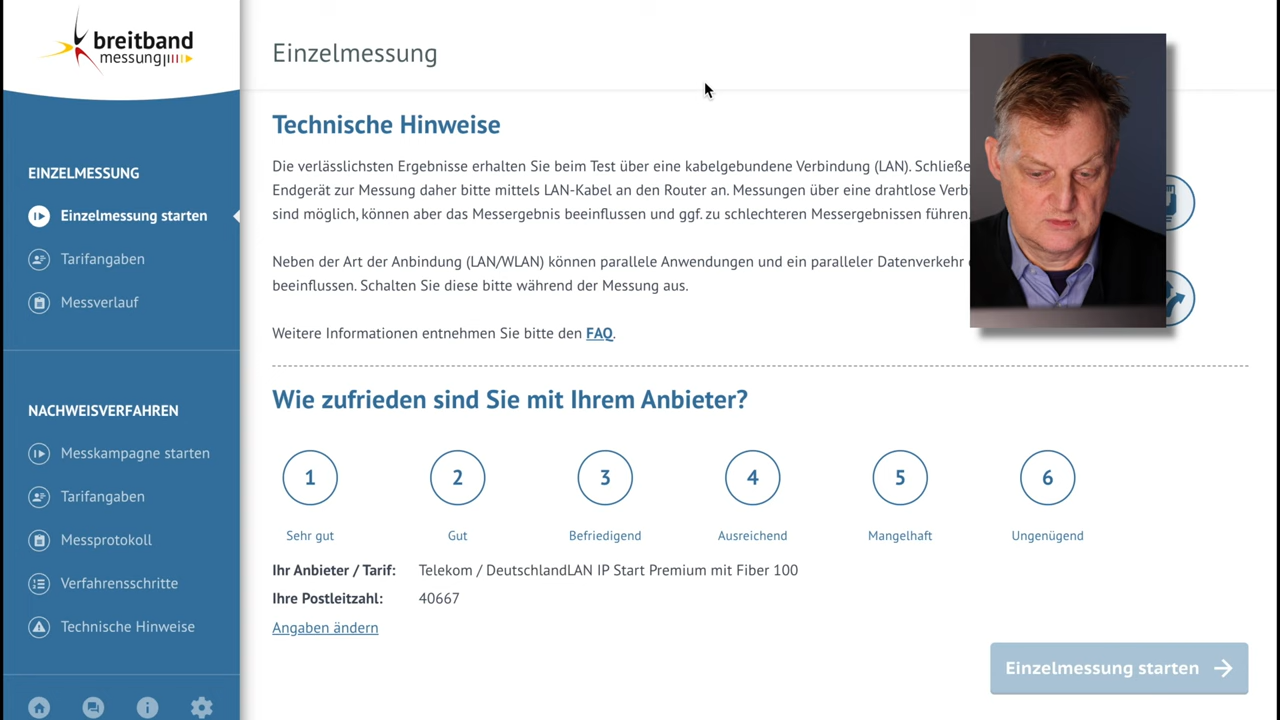 breitband
messung
EINZELMESSUNG
Einzelmessung starten
Tarifangaben
Messverlauf
NACHWEISVERFAHREN
Messkampagne starten
Tarifangaben
Messprotokoll
Verfahrensschritte
Technische Hinweise
Einzelmessung
Technische Hinweise
Die verlässlichsten Ergebnisse erhalten Sie beim Test über eine kabelgebundene Verbindung (LAN).
Endgerät zur Messung daher bitte mittels LAN-Kabel an den Router an. Messungen über eine drahtlose
sind möglich, können aber das Messergebnis beeinflussen und ggf. zu schlechteren Messergebnissen führen.
Neben der Art der Anbindung (LAN/WLAN) können parallele Anwendungen und ein paralleler Datenverkehr
beeinflussen. Schalten Sie diese bitte während der Messung aus.
Weitere Informationen entnehmen Sie bitte den FAQ.
Wie zufrieden sind Sie mit Ihrem Anbieter?
1 2 3 4 5 6
Sehr gut Gut Befriedigend Ausreichend Mangelhaft Ungenügend
Ihr Anbieter / Tarif: Telekom / DeutschlandLAN IP Start Premium mit Fiber 100
Ihre Postleitzahl: 40667
Angaben ändern
Einzelmessung starten